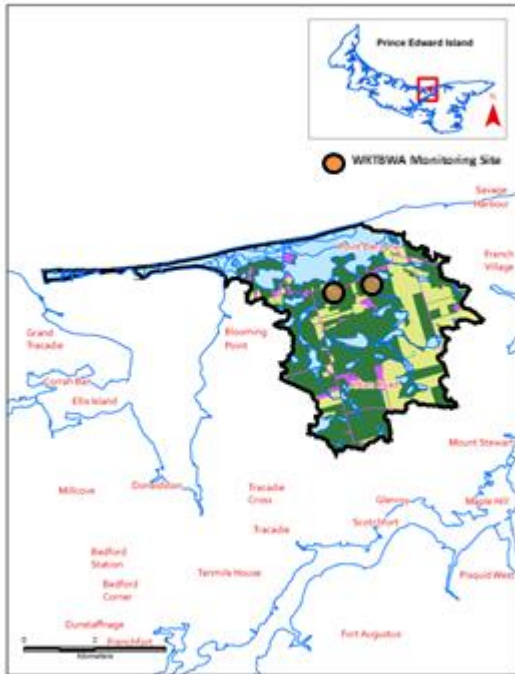 Prince Edward Island
N
WRTBWA Monitoring Site
Savage
Harbour
French
Village
Grand
Tracadie
Blooming
Point
Corran Ban
Ellis Island
Mount Stewart
Millcove
Donaldston
Tracadie
Cross
Glenroy
Maple Hill
Scotchfort
Tracadie
Bedford
Station
Tenmile House
Pisquid West
Bedford
Corner
Dunstaffnage
Fort Augustus
Frenchfort
0
2
Kilometers